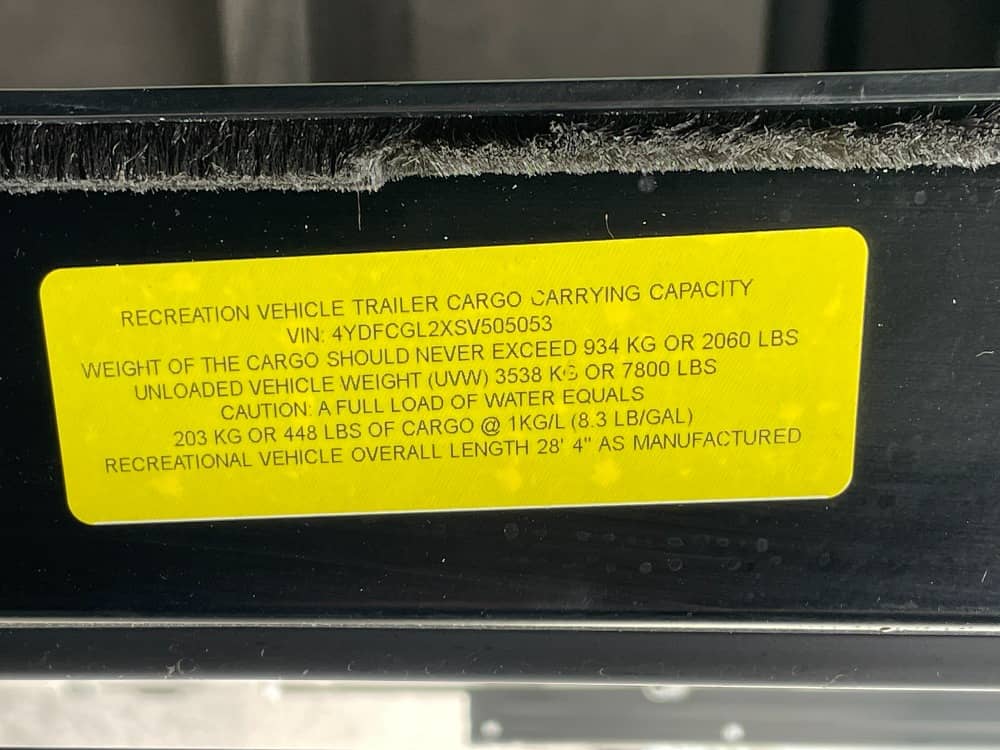 RECREATION VEHICLE TRAILER CARGO CARRYING CAPACITY
VIN: 4YDFCGL2XSV505053
WEIGHT OF THE CARGO SHOULD NEVER EXCEED 934 KG OR 2060 LBS
UNLOADED VEHICLE WEIGHT (UVW) 3538 KG OR 7800 LBS
CAUTION: A FULL LOAD OF WATER EQUALS
203 KG OR 448 LBS OF CARGO @ 1KG/L (8.3 LB/GAL)
RECREATIONAL VEHICLE OVERALL LENGTH 28' 4" AS MANUFACTURED